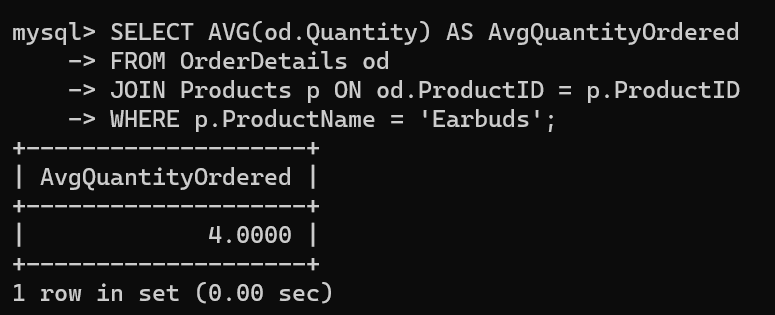 mysql> SELECT AVG(od.Quantity) AS AvgQuantityOrdered
    -> FROM OrderDetails od
    -> JOIN Products p ON od.ProductID = p.ProductID
    -> WHERE p.ProductName = 'Earbuds';
+--------------------+
| AvgQuantityOrdered |
+--------------------+
|             4.0000 |
+--------------------+
1 row in set (0.00 sec)